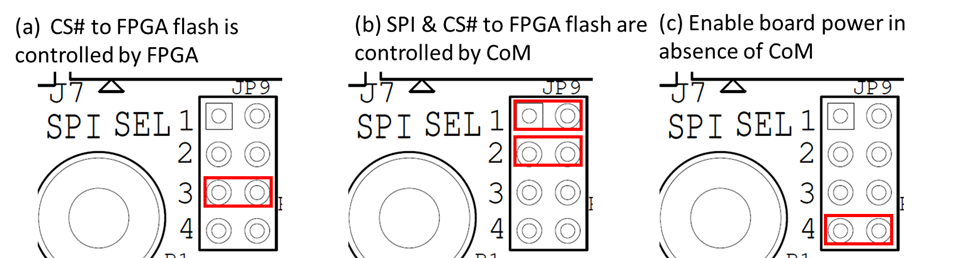 (a) CS# to FPGA flash is
controlled by FPGA
J7
JP9
SPI SEL 1
2
3
4
(b) SPI & CS# to FPGA flash are
controlled by CoM
J7
JP9
SPI SEL 1
2
3
4
(c) Enable board power in
absence of CoM
J7
JP9
SPI SEL 1
2
3
4